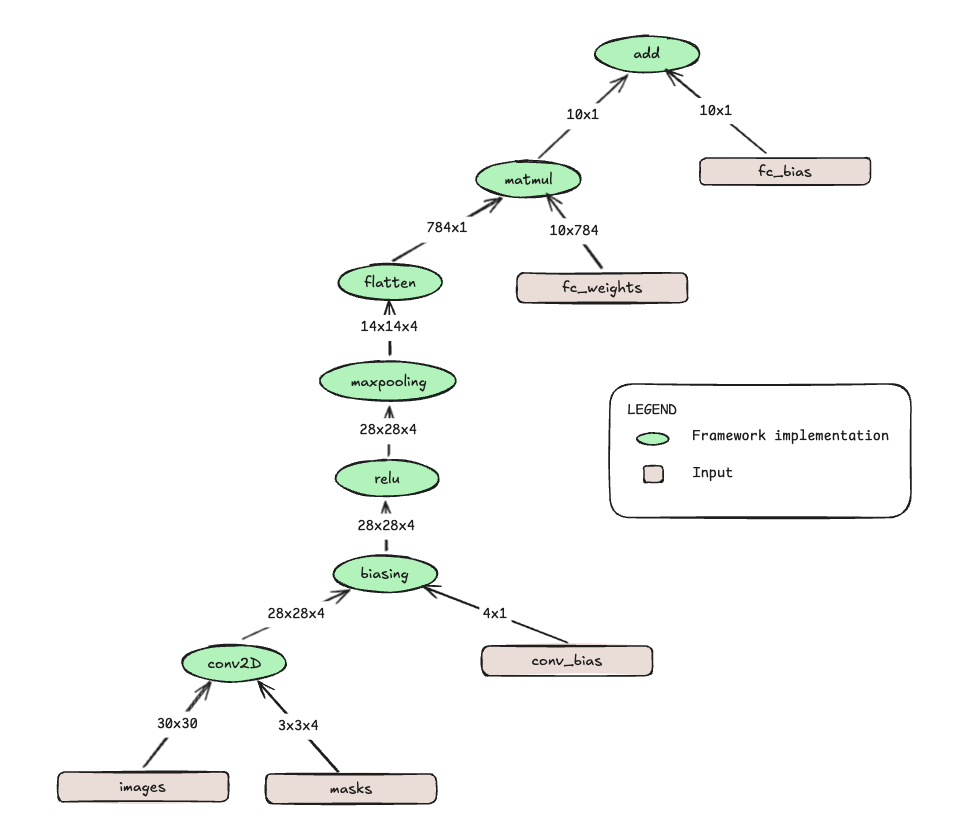 add
10x1
10x1
fc_bias
matmul
784x1
10x784
flatten
fc_weights
14x14x4
maxpooling
28x28x4
LEGEND
Framework implementation
Input
relu
28x28x4
biasing
28x28x4
4x1
conv2D
conv_bias
30x30
3x3x4
images
masks